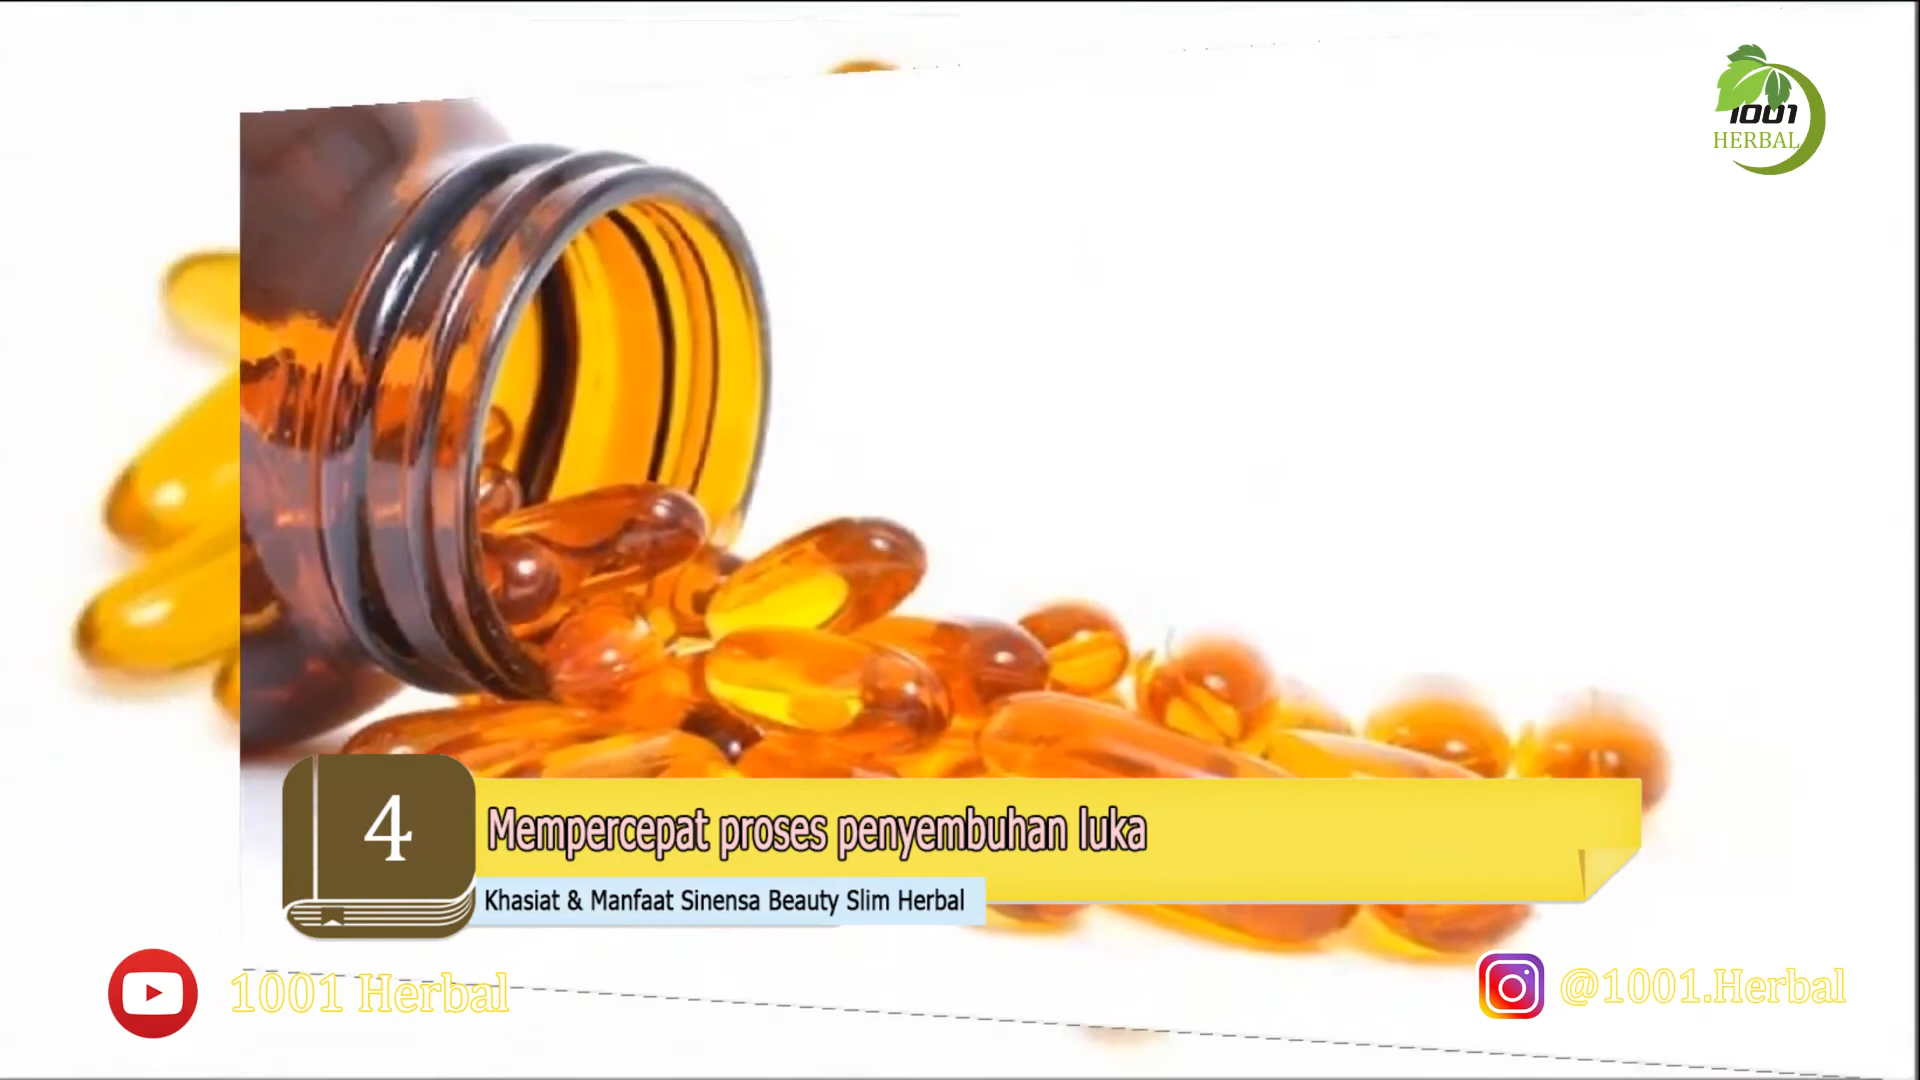 1001
HERBAL
4
Mempercepat proses penyembuhan luka
Khasiat & Manfaat Sinensa Beauty Slim Herbal
1001 Herbal
@1001.Herbal